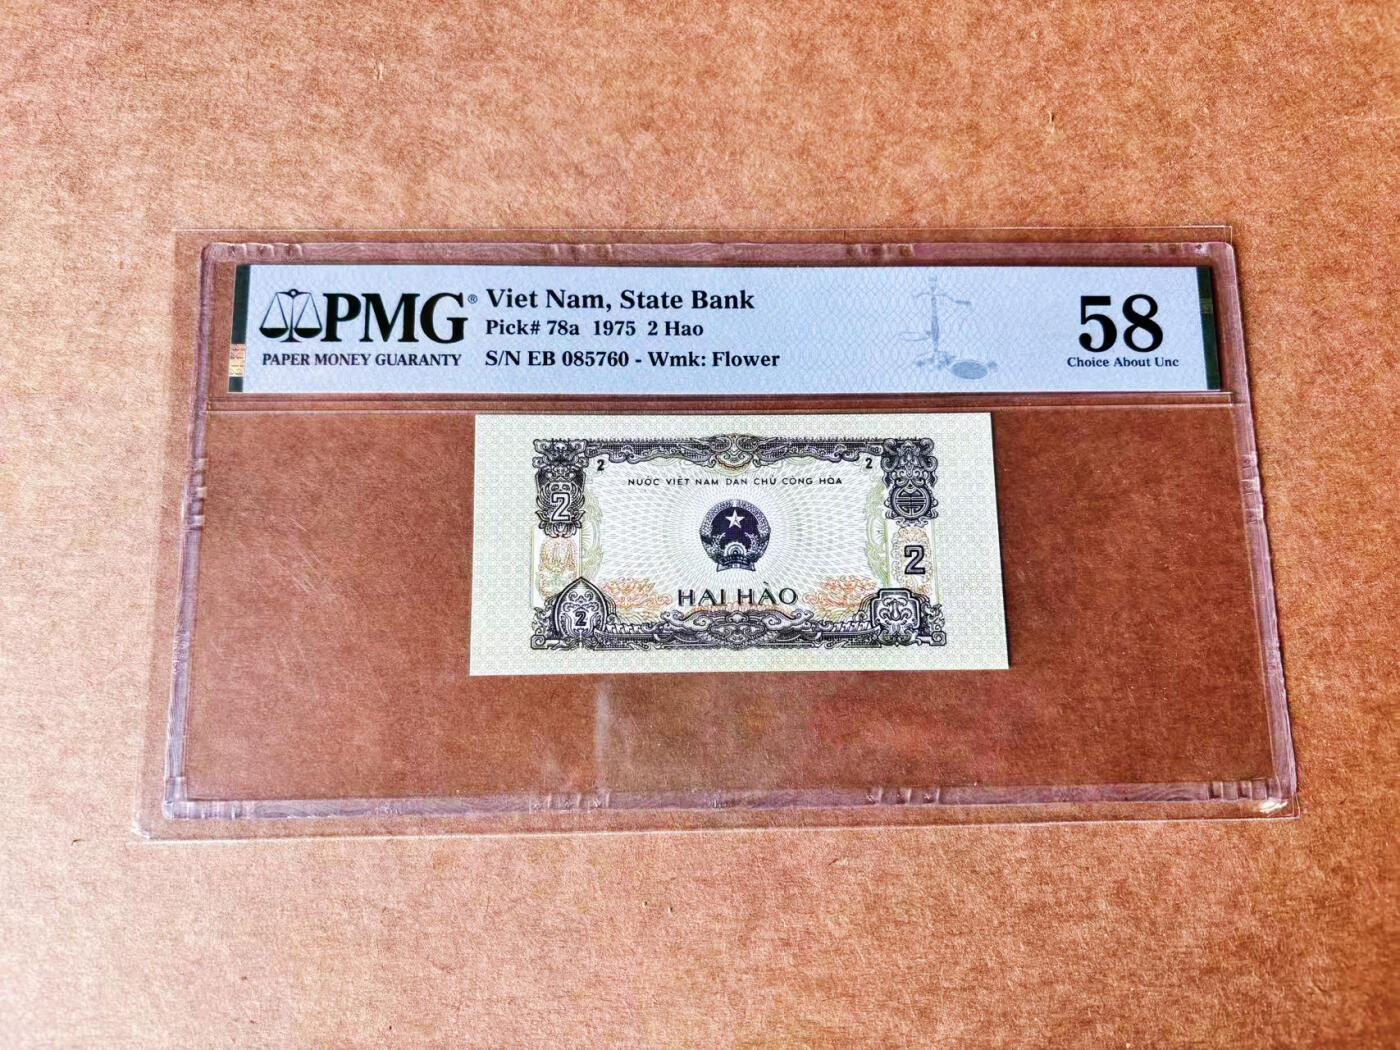 PMG®
PAPER MONEY GUARANTY
Viet Nam, State Bank
Pick# 78a 1975 2 Hao
S/N EB 085760 - Wmk: Flower
58
Choice About Unc
2 2
NƯỚC VIỆT NAM DÂN CHỦ CỘNG HÒA
2
2
HAI HÀO
2